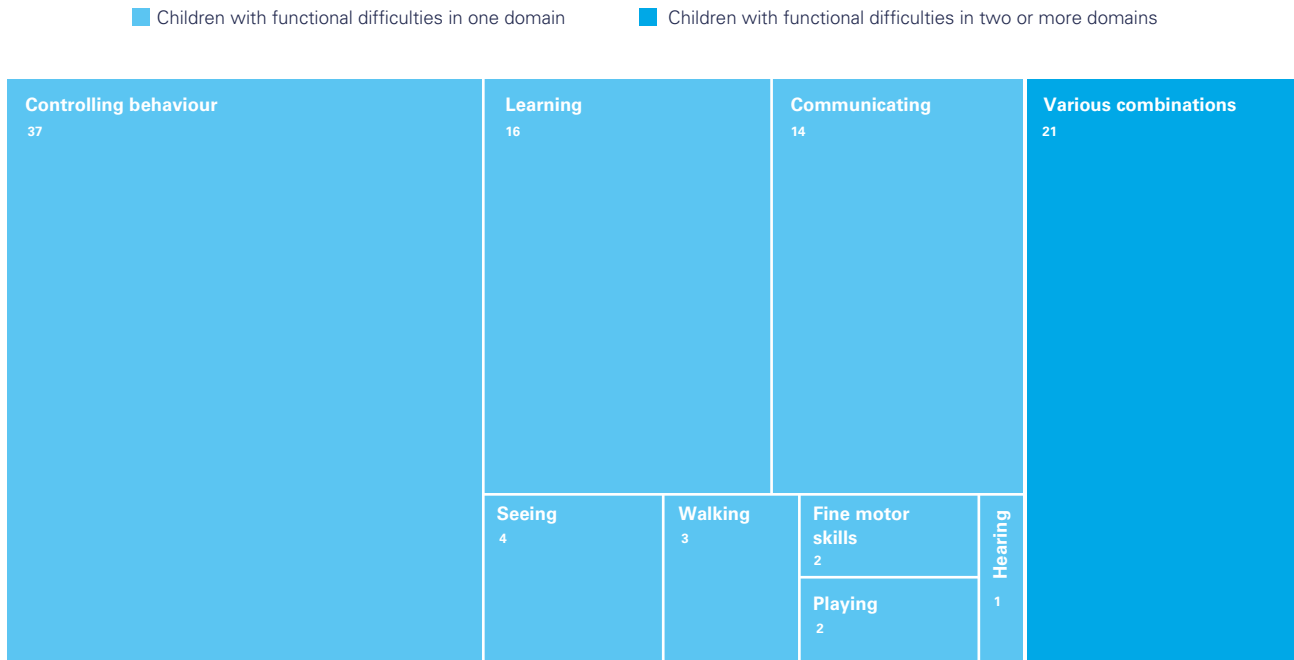 Children with functional difficulties in one domain
Children with functional difficulties in two or more domains
Controlling behaviour
37
Learning
16
Communicating
14
Various combinations
21
Seeing
4
Walking
3
Fine motor
skills
2
Playing
2
Hearing
1